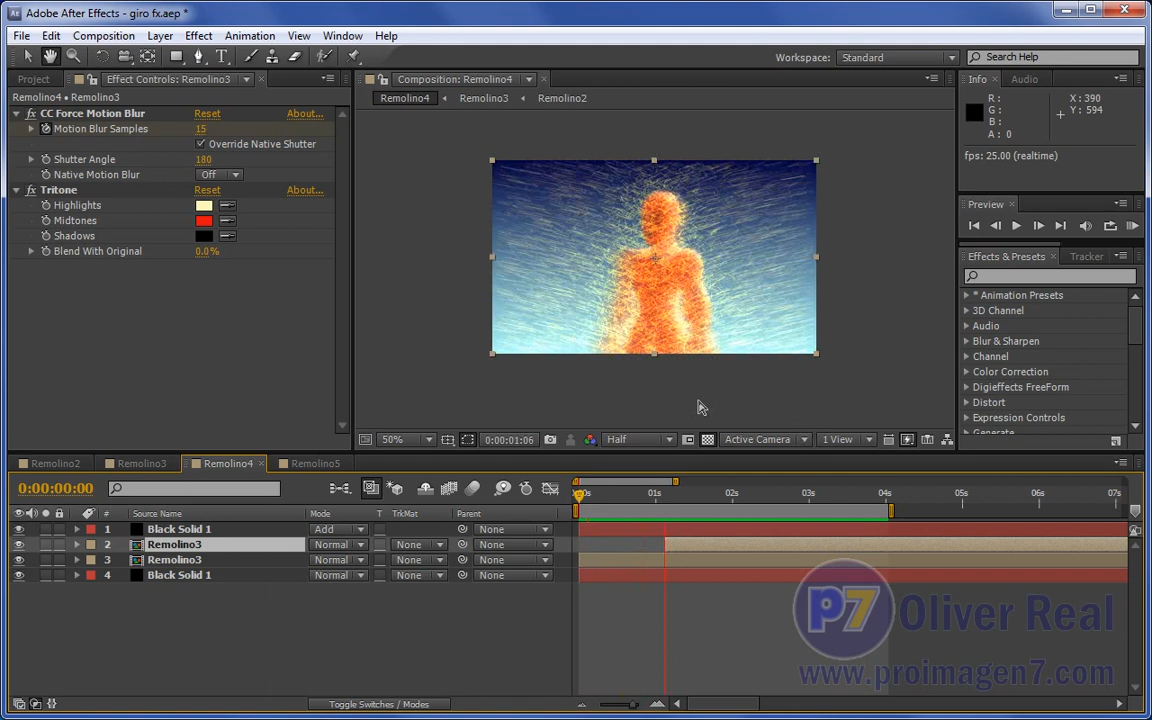 Ae Adobe After Effects - giro fx.aep *
File Edit Composition Layer Effect Animation View Window Help
Workspace: Standard Search Help
Project Effect Controls: Remolino3 Composition: Remolino4 Info Audio
Remolino4 • Remolino3
Remolino4 Remolino3 Remolino2
fx CC Force Motion Blur Reset About...
Motion Blur Samples 15
Override Native Shutter
Shutter Angle 180
Native Motion Blur Off
fx Tritone Reset About...
Highlights
Midtones
Shadows
Blend With Original 0.0%
R: X: 390
G: Y: 594
B:
A: 0
fps: 25.00 (realtime)
Preview
Effects & Presets Tracker
* Animation Presets
3D Channel
Audio
Blur & Sharpen
Channel
Color Correction
Digieffects FreeForm
Distort
Expression Controls
Generate
50% 0:00:01:06 Half Active Camera 1 View
Remolino2 Remolino3 Remolino4 Remolino5
0:00:00:00 01s 02s 03s 04s 05s 06s 07s
# Source Name Mode T TrkMat Parent
1 Black Solid 1 Add None
2 Remolino3 Normal None None
3 Remolino3 Normal None None
4 Black Solid 1 Normal None None
p7 Oliver Real
www.proimagen7.com
Toggle Switches / Modes